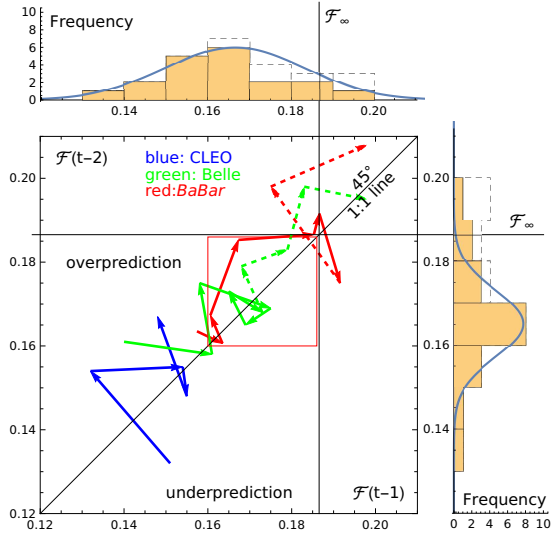 Frequency
ℱ∞
10
8
6
4
2
0
0.14 0.16 0.18 0.20
ℱ(t−2)
blue: CLEO
green: Belle
red:BaBar
45°
1:1 line
0.20
0.18
0.16
0.14
0.12
overprediction
underprediction
ℱ(t−1)
0.12 0.14 0.16 0.18 0.20
ℱ∞
0.20
0.18
0.16
0.14
Frequency
0 2 4 6 8 10